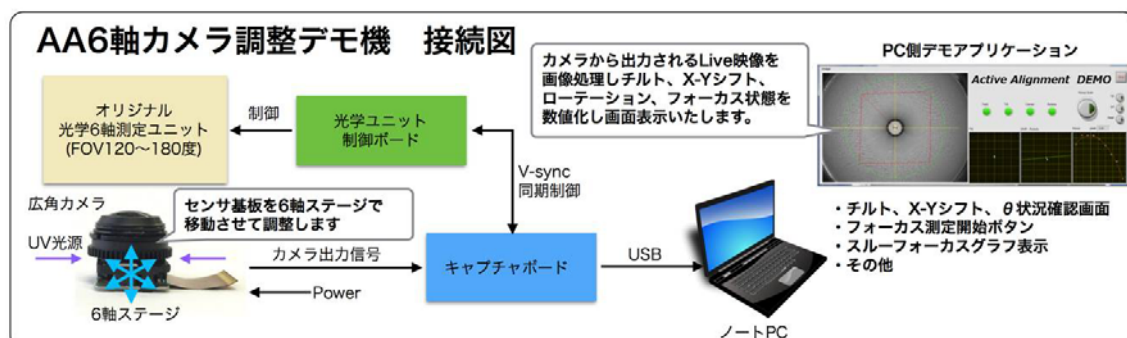 AA6軸カメラ調整デモ機 接続図
PC側デモアプリケーション
カメラから出力されるLive映像を
画像処理しチルト、X-Yシフト、
ローテーション、フォーカス状態を
数値化し画面表示いたします。
Active Alignment DEMO
オリジナル
光学6軸測定ユニット
(FOV120〜180度)
制御
光学ユニット
制御ボード
V-sync
同期制御
広角カメラ
センサ基板を6軸ステージで
移動させて調整します
UV光源
カメラ出力信号
キャプチャボード
USB
Power
6軸ステージ
ノートPC
・チルト、X-Yシフト、θ状況確認画面
・フォーカス測定開始ボタン
・スルーフォーカスグラフ表示
・その他